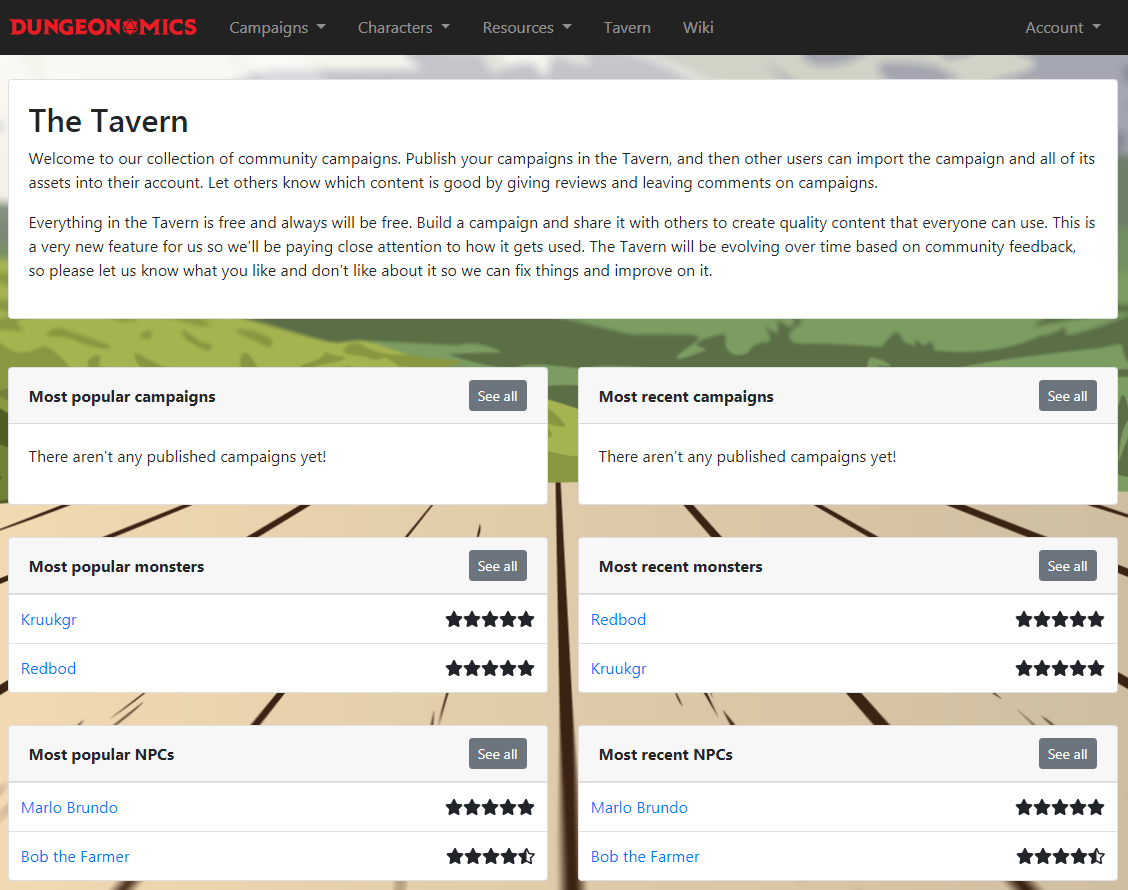 DUNGEONOMICS Campaigns Characters Resources Tavern Wiki Account
The Tavern
Welcome to our collection of community campaigns. Publish your campaigns in the Tavern, and then other users can import the campaign and all of its
assets into their account. Let others know which content is good by giving reviews and leaving comments on campaigns.
Everything in the Tavern is free and always will be free. Build a campaign and share it with others to create quality content that everyone can use. This is
a very new feature for us so we'll be paying close attention to how it gets used. The Tavern will be evolving over time based on community feedback,
so please let us know what you like and don't like about it so we can fix things and improve on it.
Most popular campaigns See all
There aren't any published campaigns yet!
Most recent campaigns See all
There aren't any published campaigns yet!
Most popular monsters See all
Kruukgr
Redbod
Most recent monsters See all
Redbod
Kruukgr
Most popular NPCs See all
Marlo Brundo
Bob the Farmer
Most recent NPCs See all
Marlo Brundo
Bob the Farmer